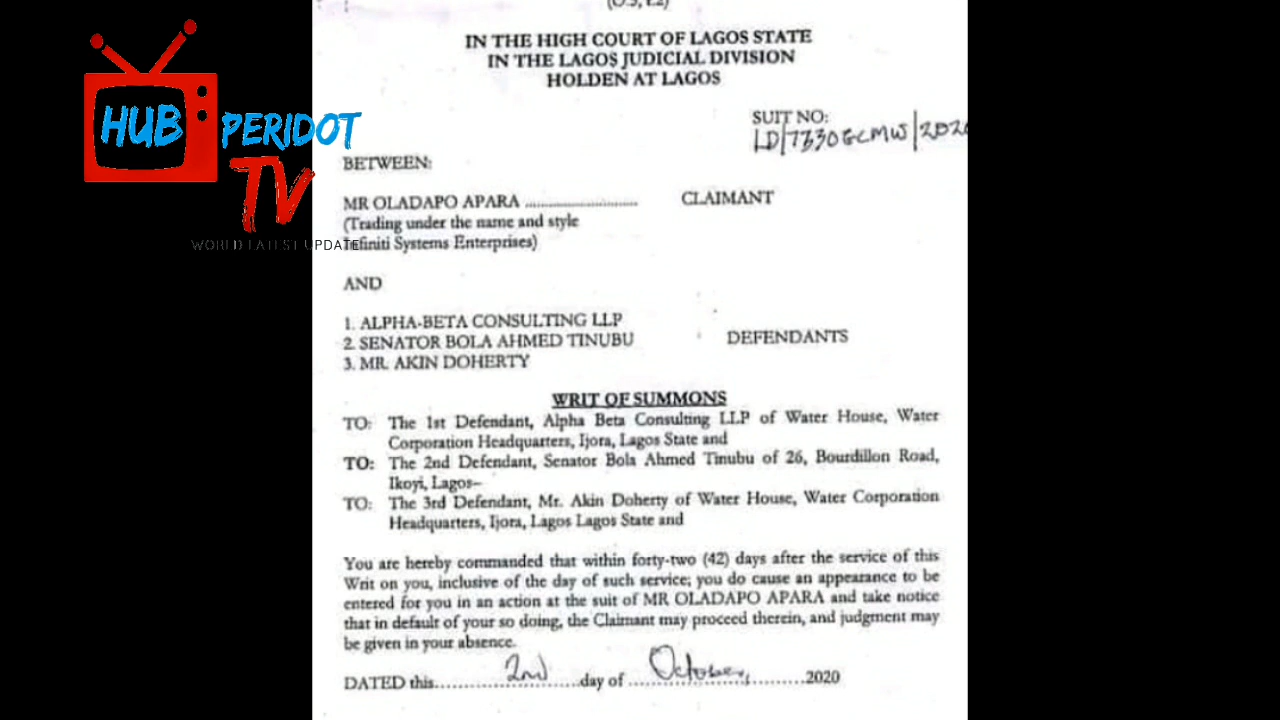 HUB
PERIDOT
TV
WORLD LATEST UPDATE
IN THE HIGH COURT OF LAGOS STATE
IN THE LAGOS JUDICIAL DIVISION
HOLDEN AT LAGOS
SUIT NO:
BETWEEN:
MR OLADAPO APARA ............................ CLAIMANT
(Trading under the name and style
Systems Enterprises)
AND
1. ALPHA-BETA CONSULTING LLP
2. SENATOR BOLA AHMED TINUBU DEFENDANTS
3. MR. AKIN DOHERTY
WRIT OF SUMMONS
TO: The 1st Defendant, Alpha Beta Consulting LLP of Water House, Water
Corporation Headquarters, Ijora, Lagos State and
TO: The 2nd Defendant, Senator Bola Ahmed Tinubu of 26, Bourdillon Road,
Ikoyi, Lagos–
TO: The 3rd Defendant, Mr. Akin Doherty of Water House, Water Corporation
Headquarters, Ijora, Lagos Lagos State and
You are hereby commanded that within forty-two (42) days after the service of this
Writ on you, inclusive of the day of such service; you do cause an appearance to be
entered for you in an action at the suit of MR OLADAPO APARA and take notice
that in default of your so doing, the Claimant may proceed therein, and judgment may
be given in your absence.
DATED this..............2nd........day of .......October,...........2020